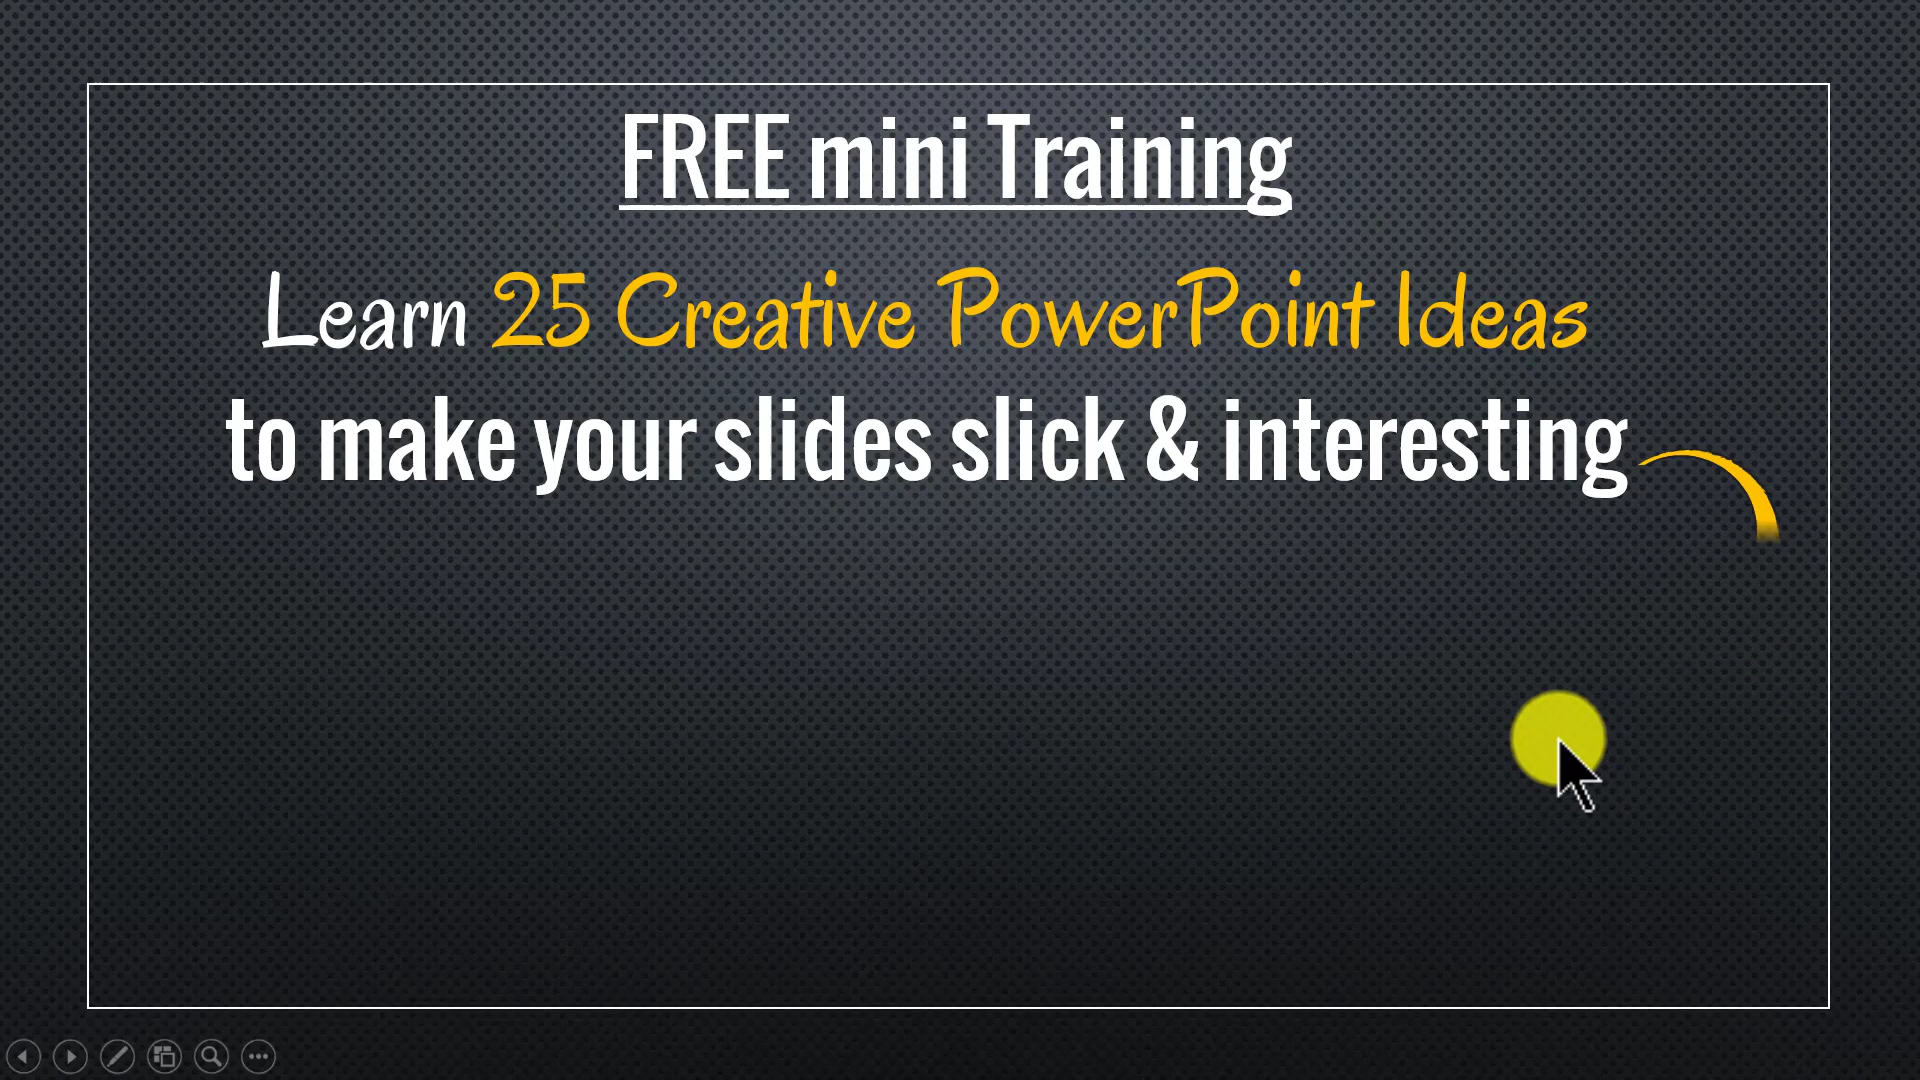 FREE mini Training
Learn 25 Creative PowerPoint Ideas
to make your slides slick & interesting